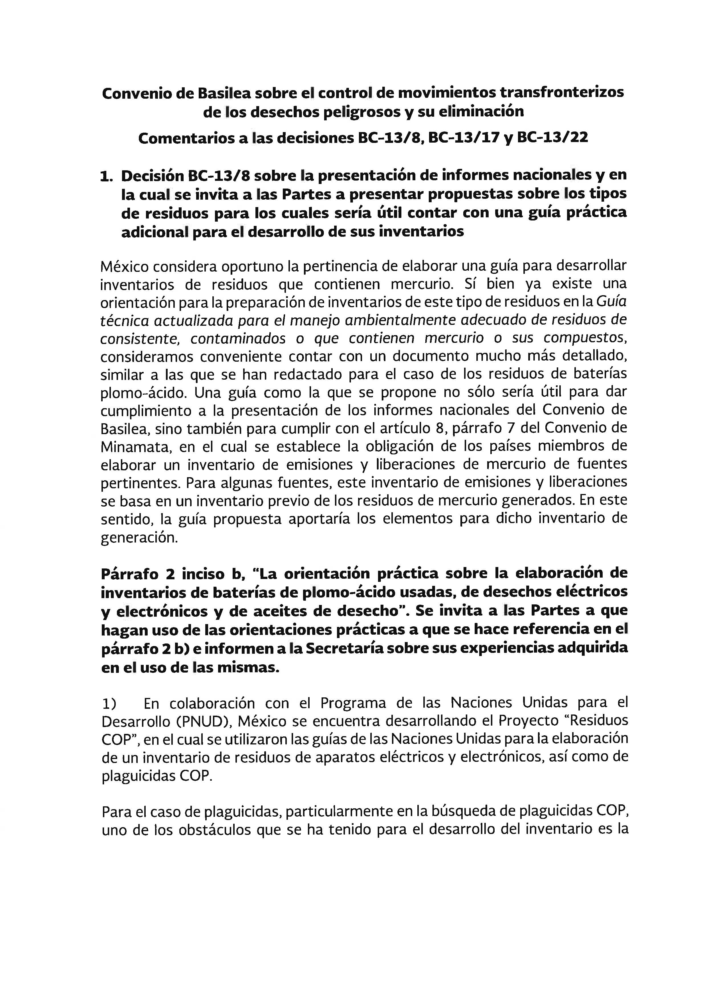 Convenio de Basilea sobre el control de movimientos transfronterizos
de los desechos peligrosos y su eliminación
Comentarios a las decisiones BC-13/8, BC-13/17 y BC-13/22
1. Decisión BC-13/8 sobre la presentación de informes nacionales y en
la cual se invita a las Partes a presentar propuestas sobre los tipos
de residuos para los cuales sería útil contar con una guía práctica
adicional para el desarrollo de sus inventarios
México considera oportuno la pertinencia de elaborar una guía para desarrollar
inventarios de residuos que contienen mercurio. Sí bien ya existe una
orientación para la preparación de inventarios de este tipo de residuos en la Guía
técnica actualizada para el manejo ambientalmente adecuado de residuos de
consistente, contaminados o que contienen mercurio o sus compuestos,
consideramos conveniente contar con un documento mucho más detallado,
similar a las que se han redactado para el caso de los residuos de baterías
plomo-ácido. Una guía como la que se propone no sólo sería útil para dar
cumplimiento a la presentación de los informes nacionales del Convenio de
Basilea, sino también para cumplir con el artículo 8, párrafo 7 del Convenio de
Minamata, en el cual se establece la obligación de los países miembros de
elaborar un inventario de emisiones y liberaciones de mercurio de fuentes
pertinentes. Para algunas fuentes, este inventario de emisiones y liberaciones
se basa en un inventario previo de los residuos de mercurio generados. En este
sentido, la guía propuesta aportaría los elementos para dicho inventario de
generación.
Párrafo 2 inciso b, “La orientación práctica sobre la elaboración de
inventarios de baterías de plomo-ácido usadas, de desechos eléctricos
y electrónicos y de aceites de desecho”. Se invita a las Partes a que
hagan uso de las orientaciones prácticas a que se hace referencia en el
párrafo 2 b) e informen a la Secretaría sobre sus experiencias adquirida
en el uso de las mismas.
1) En colaboración con el Programa de las Naciones Unidas para el
Desarrollo (PNUD), México se encuentra desarrollando el Proyecto “Residuos
COP”, en el cual se utilizaron las guías de las Naciones Unidas para la elaboración
de un inventario de residuos de aparatos eléctricos y electrónicos, así como de
plaguicidas COP.
Para el caso de plaguicidas, particularmente en la búsqueda de plaguicidas COP,
uno de los obstáculos que se ha tenido para el desarrollo del inventario es la